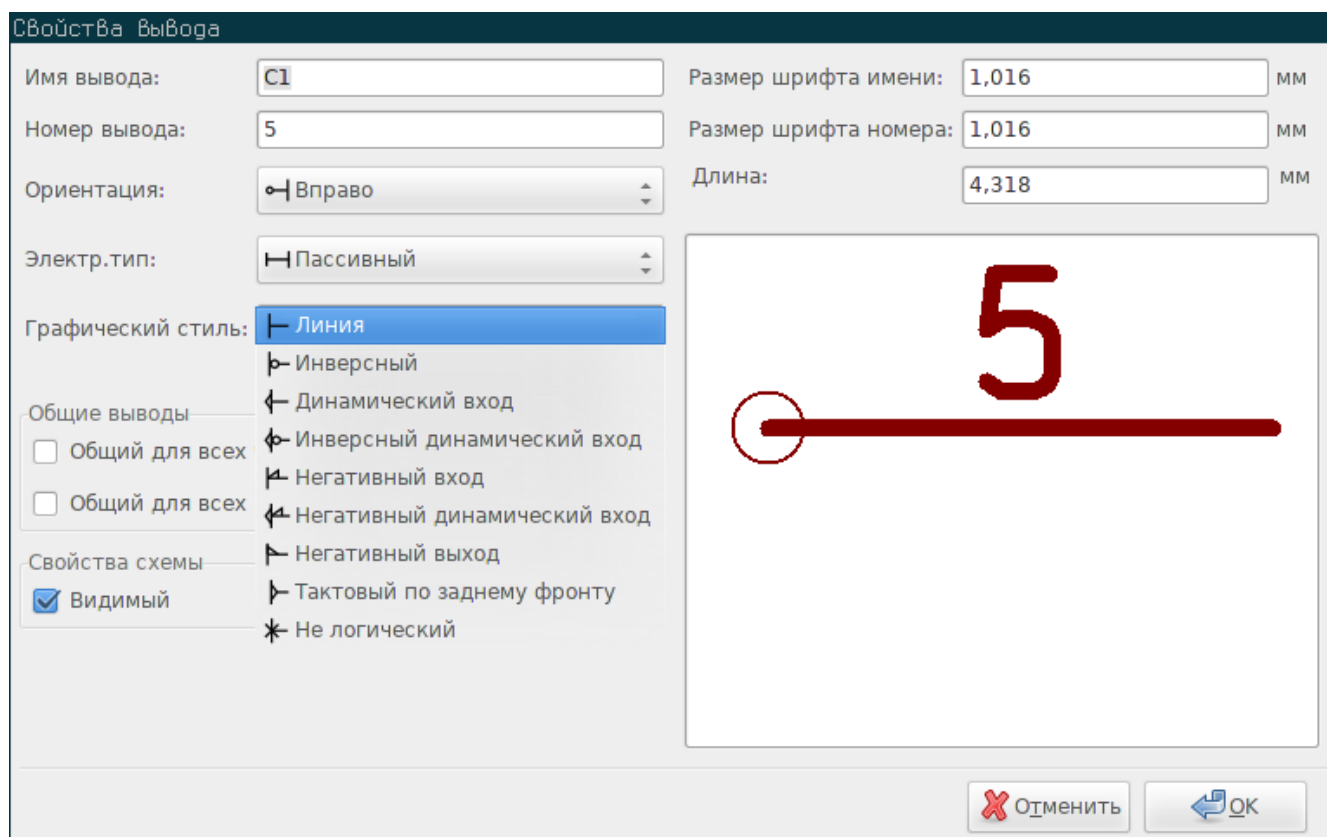 Свойства вывода
Имя вывода: C1 Размер шрифта имени: 1,016 мм
Номер вывода: 5 Размер шрифта номера: 1,016 мм
Ориентация: Вправо Длина: 4,318 мм
Электр.тип: Пассивный
Графический стиль: Линия
Инверсный
Динамический вход
Инверсный динамический вход
Негативный вход
Негативный динамический вход
Негативный выход
Тактовый по заднему фронту
Не логический
Общие выводы
Общий для всех
Общий для всех
Свойства схемы
Видимый
5
Отменить OK